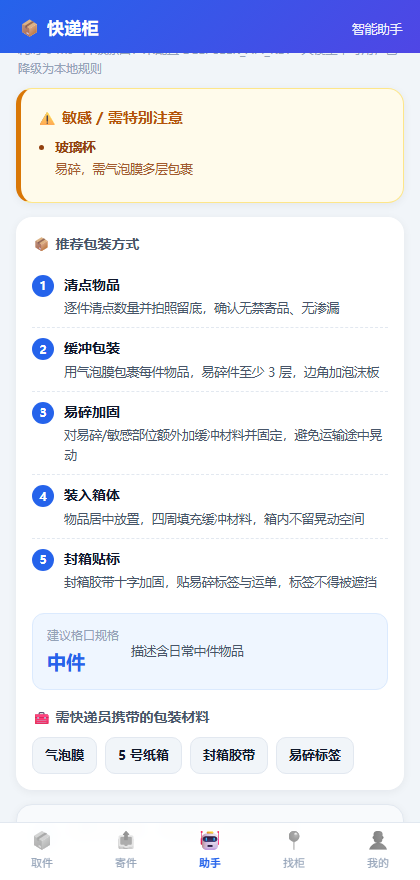 快递柜
智能助手
降级为本地规则
敏感 / 需特别注意
玻璃杯
易碎，需气泡膜多层包裹
推荐包装方式
1 清点物品
逐件清点数量并拍照留底，确认无禁寄品、无渗漏
2 缓冲包装
用气泡膜包裹每件物品，易碎件至少 3 层，边角加泡沫板
3 易碎加固
对易碎/敏感部位额外加缓冲材料并固定，避免运输途中晃
动
4 装入箱体
物品居中放置，四周填充缓冲材料，箱内不留晃动空间
5 封箱贴标
封箱胶带十字加固，贴易碎标签与运单，标签不得被遮挡
建议格口规格
中件
描述含日常中件物品
需快递员携带的包装材料
气泡膜 5 号纸箱 封箱胶带 易碎标签
取件 寄件 助手 找柜 我的